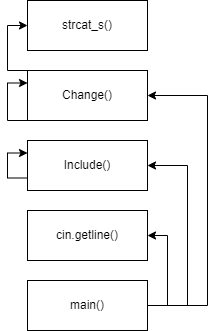 strcat_s()
Change()
Include()
cin.getline()
main()